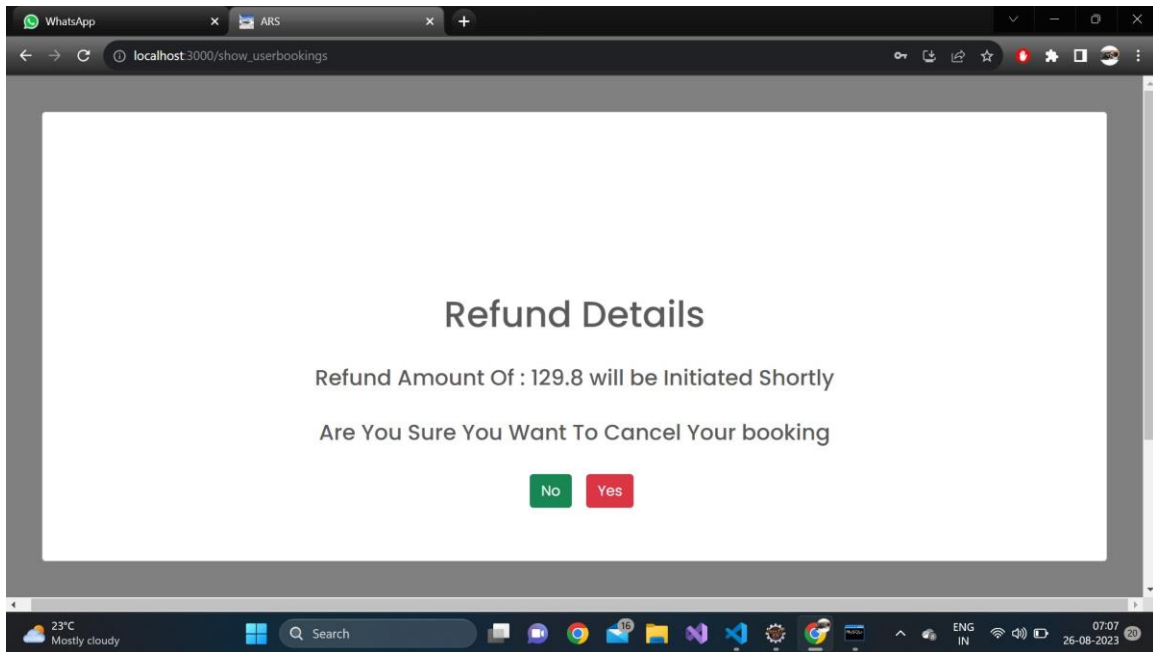 WhatsApp
ARS
localhost:3000/show_userbookings
Refund Details
Refund Amount Of : 129.8 will be Initiated Shortly
Are You Sure You Want To Cancel Your booking
No Yes
23°C
Mostly cloudy
Search
16
ENG
IN
07:07
26-08-2023
20